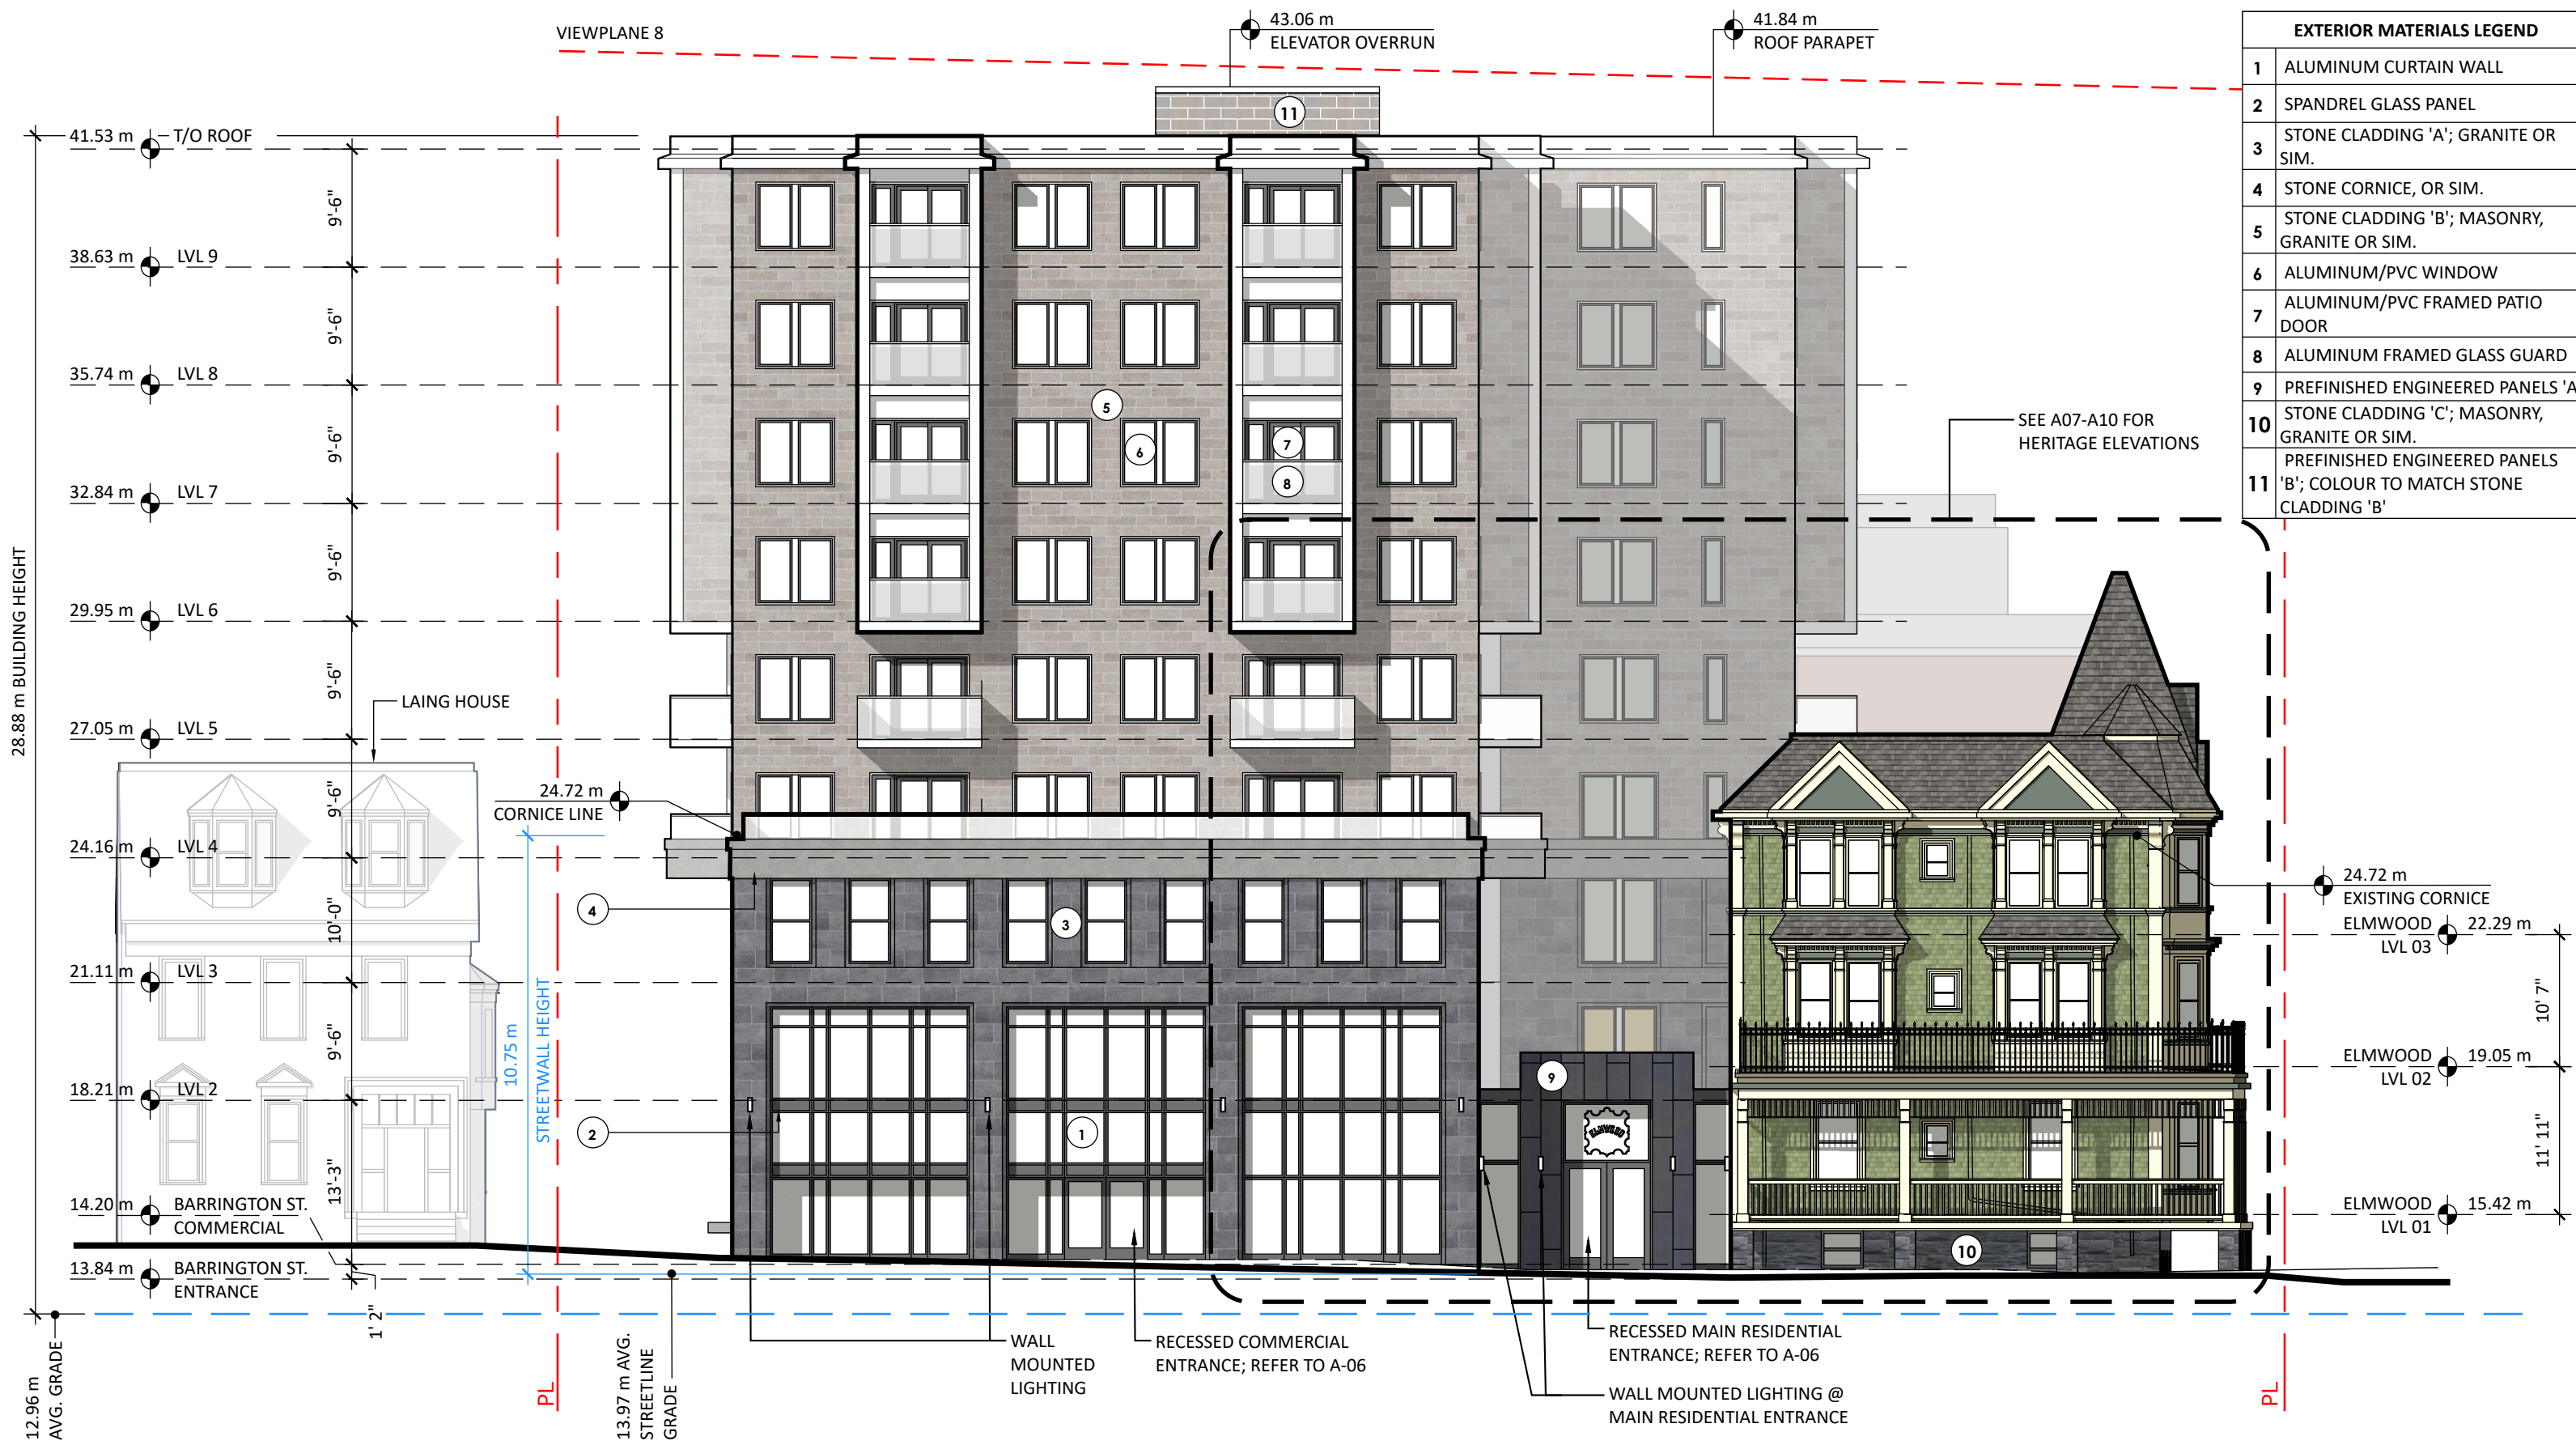 VIEWPLANE 8
43.06 m
ELEVATOR OVERRUN
41.84 m
ROOF PARAPET
EXTERIOR MATERIALS LEGEND
1 ALUMINUM CURTAIN WALL
2 SPANDREL GLASS PANEL
3 STONE CLADDING 'A'; GRANITE OR
SIM.
4 STONE CORNICE, OR SIM.
5 STONE CLADDING 'B'; MASONRY,
GRANITE OR SIM.
6 ALUMINUM/PVC WINDOW
7 ALUMINUM/PVC FRAMED PATIO
DOOR
8 ALUMINUM FRAMED GLASS GUARD
9 PREFINISHED ENGINEERED PANELS 'A
10 STONE CLADDING 'C'; MASONRY,
GRANITE OR SIM.
11 PREFINISHED ENGINEERED PANELS
'B'; COLOUR TO MATCH STONE
CLADDING 'B'
41.53 m T/O ROOF
9'-6"
38.63 m LVL 9
9'-6"
35.74 m LVL 8
9'-6"
32.84 m LVL 7
9'-6"
29.95 m LVL 6
9'-6"
27.05 m LVL 5
9'-6"
24.16 m LVL 4
10'-0"
21.11 m LVL 3
9'-6"
18.21 m LVL 2
13'-3"
14.20 m BARRINGTON ST.
COMMERCIAL
13.84 m BARRINGTON ST.
ENTRANCE
1' 2"
28.88 m BUILDING HEIGHT
12.96 m
AVG. GRADE
LAING HOUSE
24.72 m
CORNICE LINE
10.75 m
STREETWALL HEIGHT
PL
13.97 m AVG.
STREETLINE
GRADE
11
5
6
7
8
4
3
2
1
9
ELMWOOD
10
SEE A07-A10 FOR
HERITAGE ELEVATIONS
24.72 m
EXISTING CORNICE
ELMWOOD
LVL 03
22.29 m
10' 7"
ELMWOOD
LVL 02
19.05 m
11' 11"
ELMWOOD
LVL 01
15.42 m
WALL
MOUNTED
LIGHTING
RECESSED COMMERCIAL
ENTRANCE; REFER TO A-06
RECESSED MAIN RESIDENTIAL
ENTRANCE; REFER TO A-06
WALL MOUNTED LIGHTING @
MAIN RESIDENTIAL ENTRANCE
PL